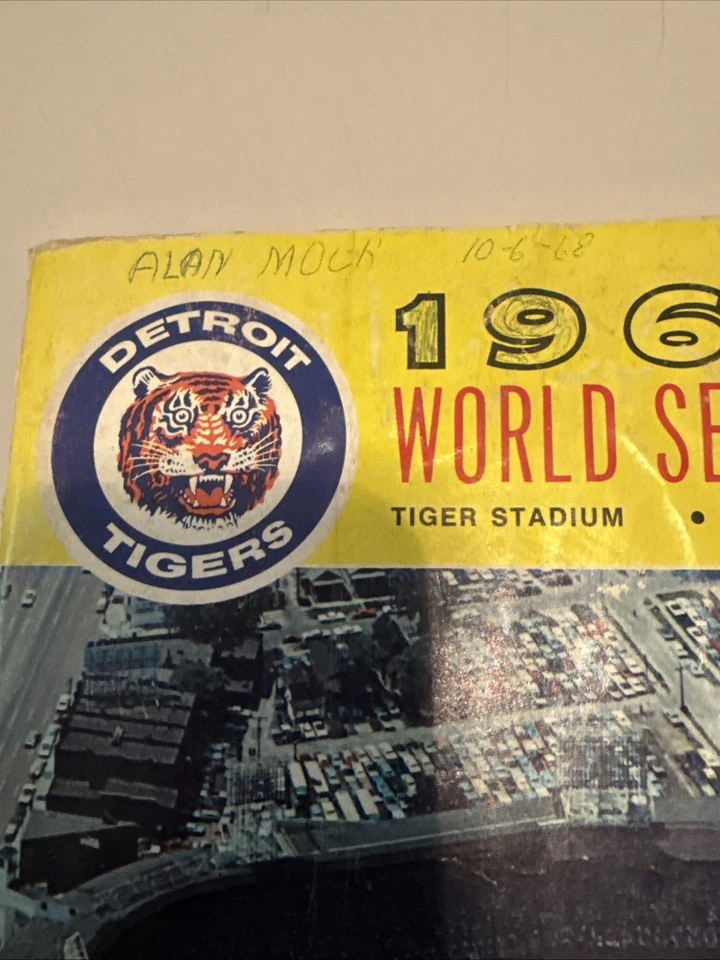 ALAN MOCK 10-6-68
DETROIT
TIGERS
196
WORLD SE
TIGER STADIUM •